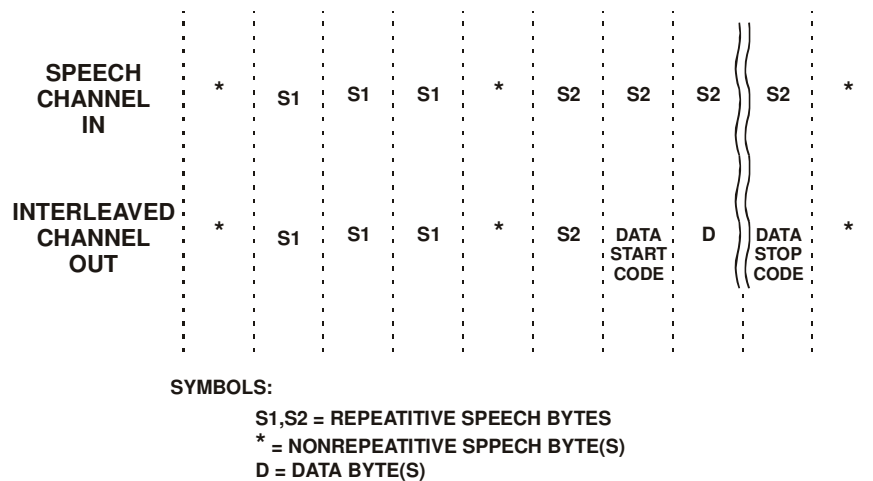 SPEECH
CHANNEL
IN
* S1 S1 S1 * S2 S2 S2 S2 *
INTERLEAVED
CHANNEL
OUT
* S1 S1 S1 * S2 DATA START CODE D DATA STOP CODE *
SYMBOLS:
S1,S2 = REPEATITIVE SPEECH BYTES
* = NONREPEATITIVE SPPECH BYTE(S)
D = DATA BYTE(S)